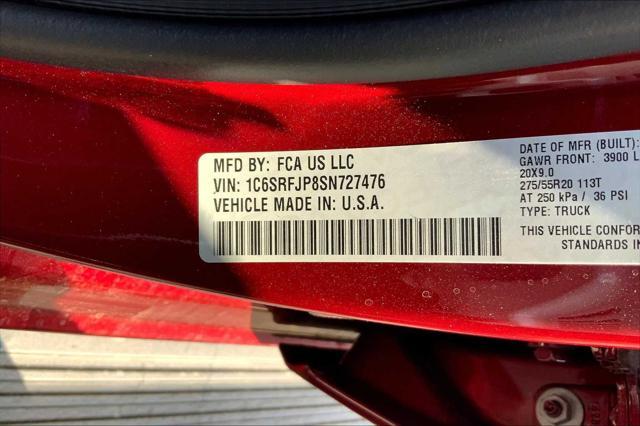 MFD BY: FCA US LLC
VIN: 1C6SRFJP8SN727476
VEHICLE MADE IN: U.S.A.
DATE OF MFR (BUILT):
GAWR FRONT: 3900 L
20X9.0
275/55R20 113T
AT 250 kPa / 36 PSI
TYPE: TRUCK
THIS VEHICLE CONFOR
STANDARDS IN